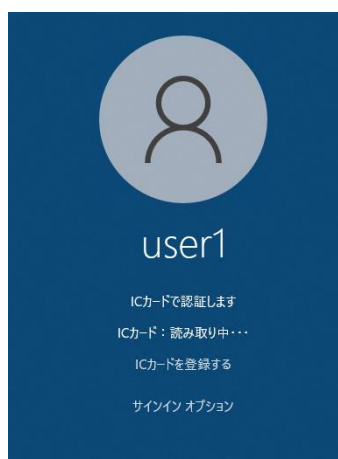 user1
ICカードで認証します
ICカード：読み取り中・・・
ICカードを登録する
サインイン オプション